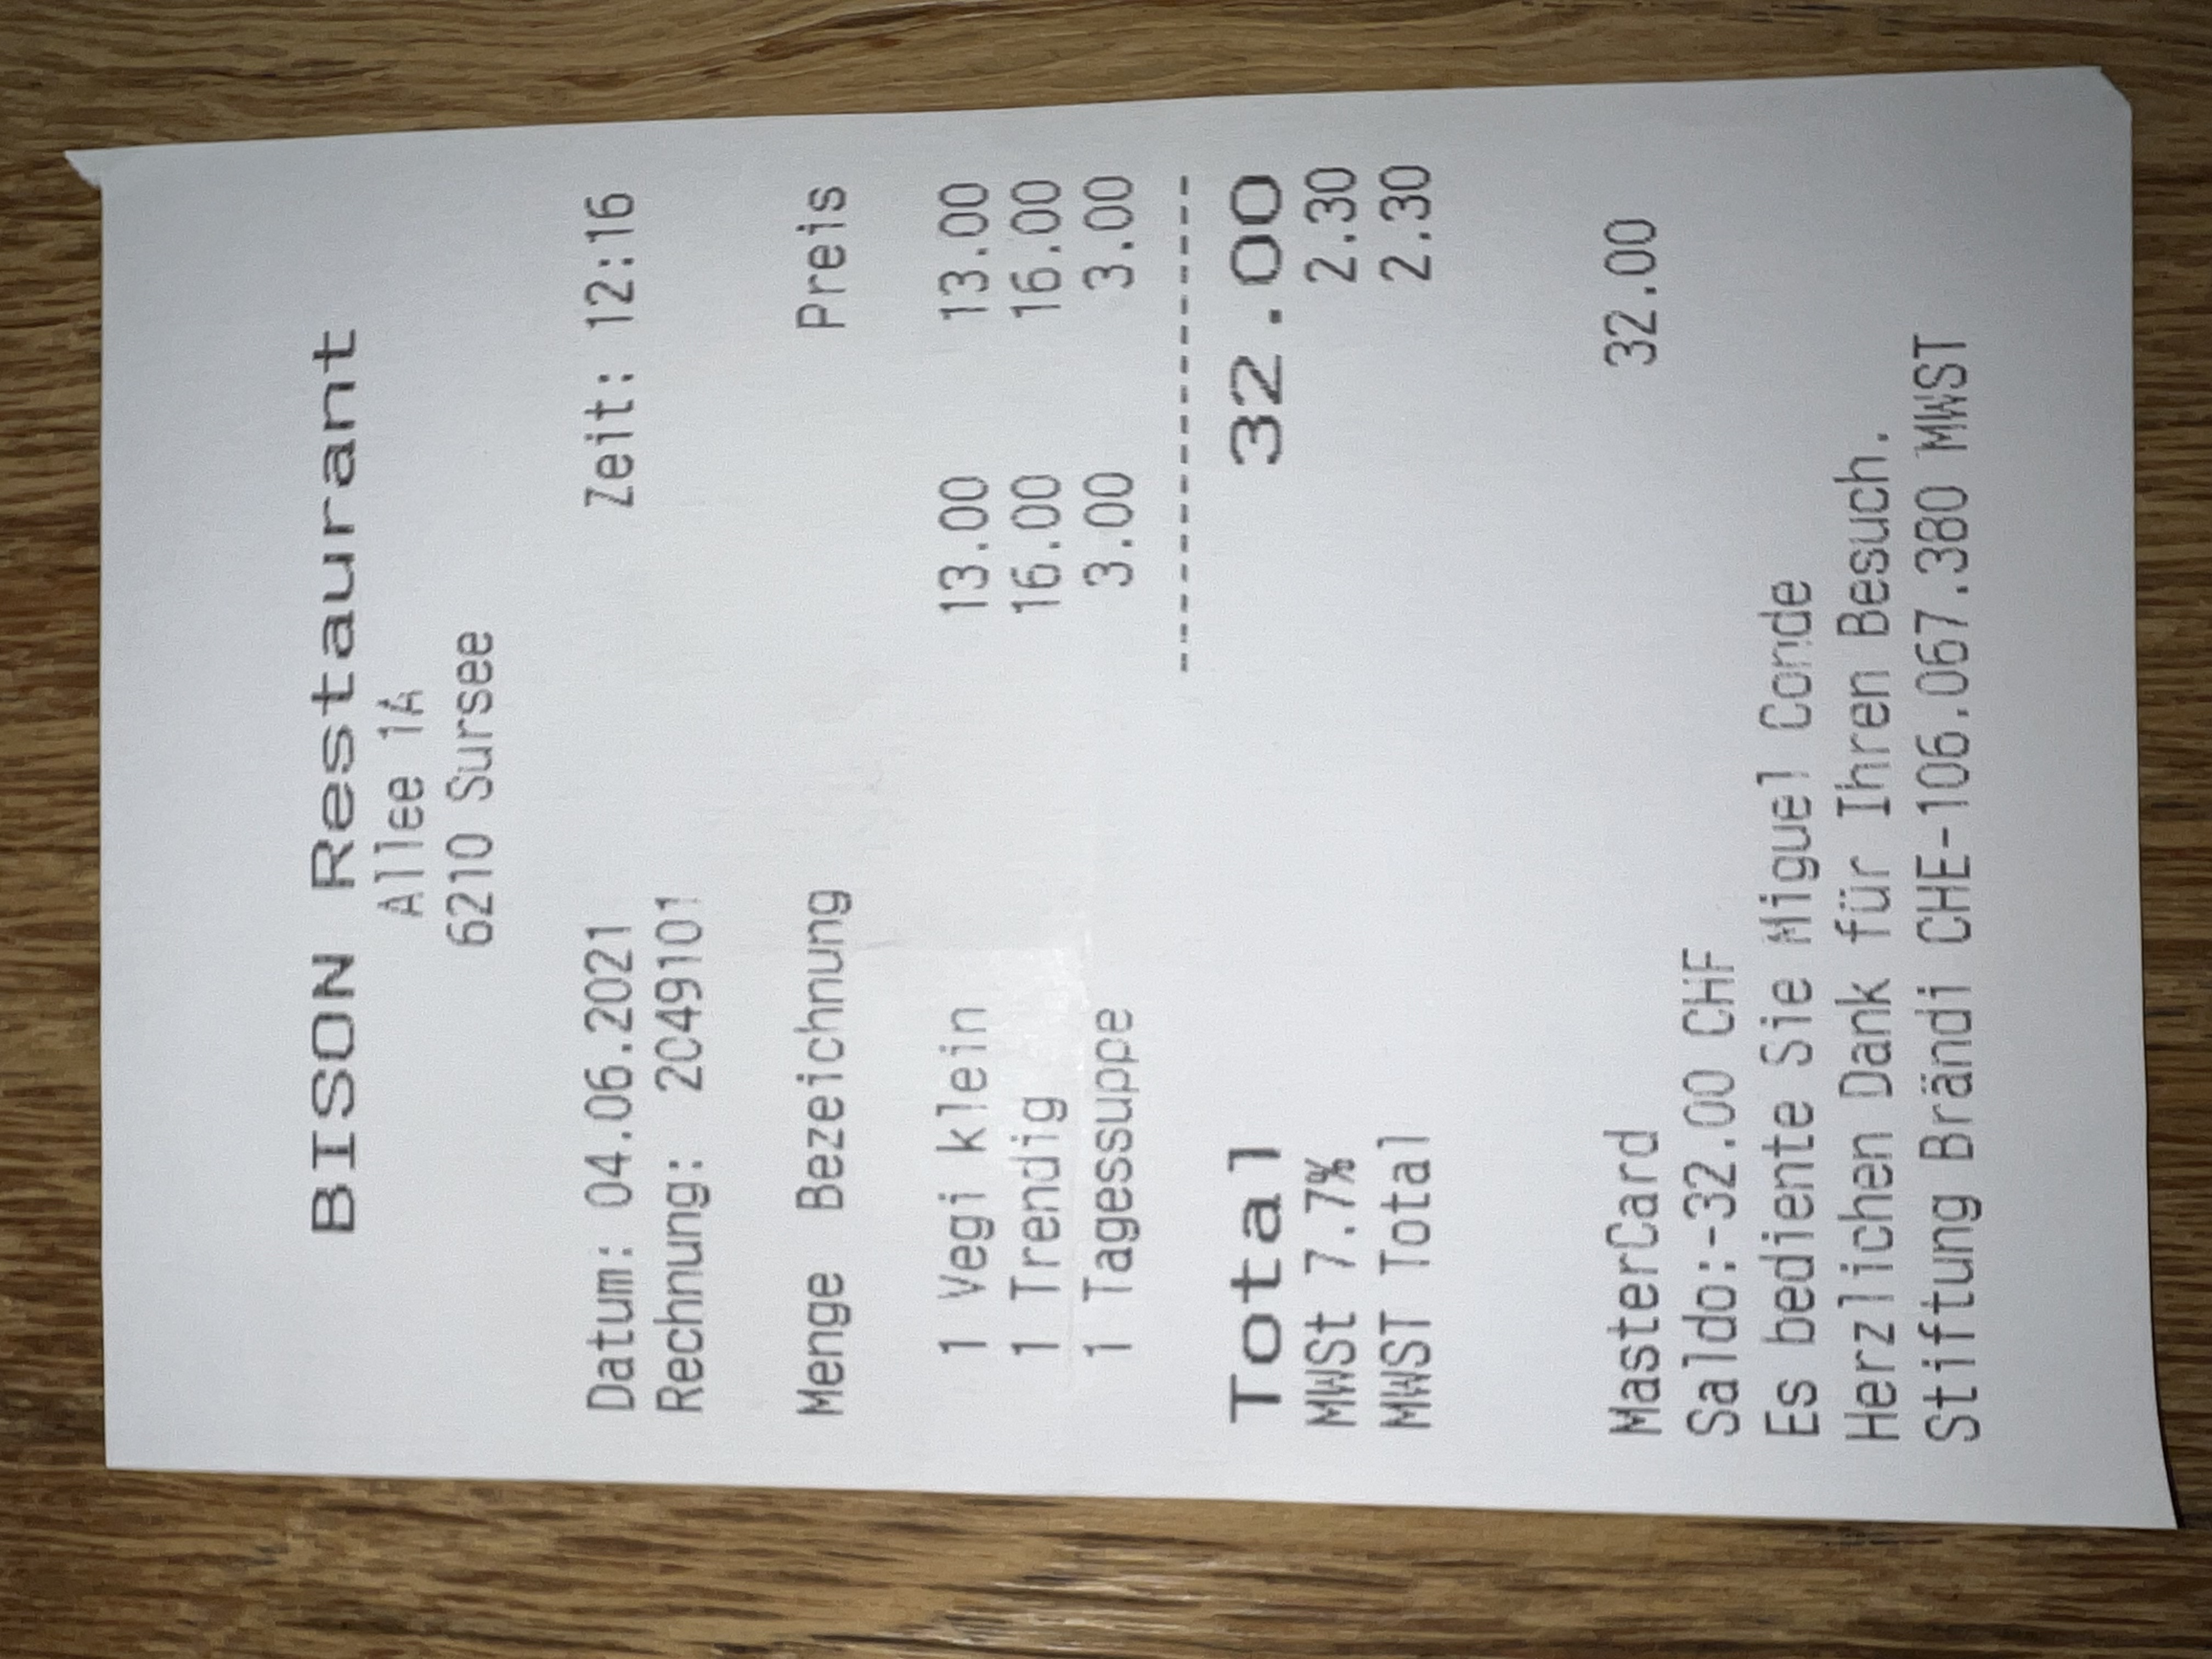 BISON Restaurant
Allee 1A
6210 Sursee
Datum: 04.06.2021 Zeit: 12:16
Rechnung: 2049101
Menge Bezeichnung Preis
1 Vegi klein 13.00 13.00
1 Trendig 16.00 16.00
1 Tagessuppe 3.00 3.00
------------------
Total 32.00
MWSt 7.7% 2.30
MWST Total 2.30
MasterCard 32.00
Saldo:-32.00 CHF
Es bediente Sie Miguel Conde
Herzlichen Dank für Ihren Besuch.
Stiftung Brändi CHE-106.067.380 MWST